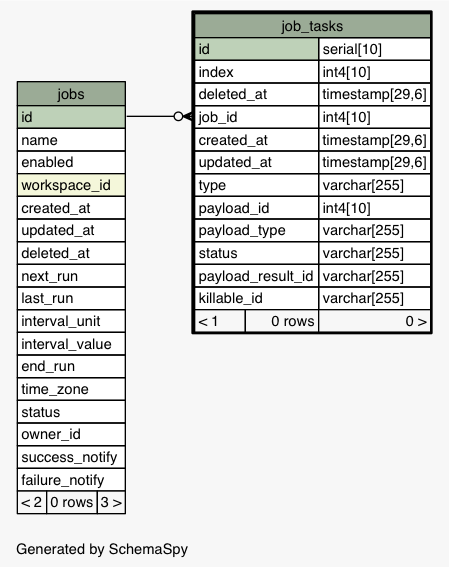 job_tasks
id serial[10]
index int4[10]
deleted_at timestamp[29,6]
job_id int4[10]
created_at timestamp[29,6]
updated_at timestamp[29,6]
type varchar[255]
payload_id int4[10]
payload_type varchar[255]
status varchar[255]
payload_result_id varchar[255]
killable_id varchar[255]
< 1 0 rows 0 >
jobs
id
name
enabled
workspace_id
created_at
updated_at
deleted_at
next_run
last_run
interval_unit
interval_value
end_run
time_zone
status
owner_id
success_notify
failure_notify
< 2 0 rows 3 >
Generated by SchemaSpy